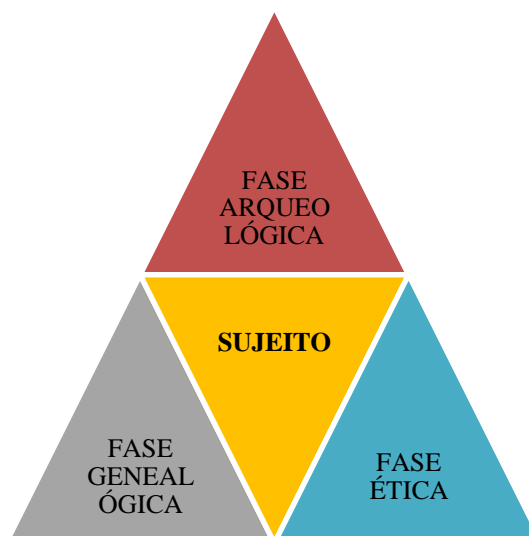 FASE
ARQUEO
LÓGICA
SUJEITO
FASE
GENEAL
ÓGICA
FASE
ÉTICA